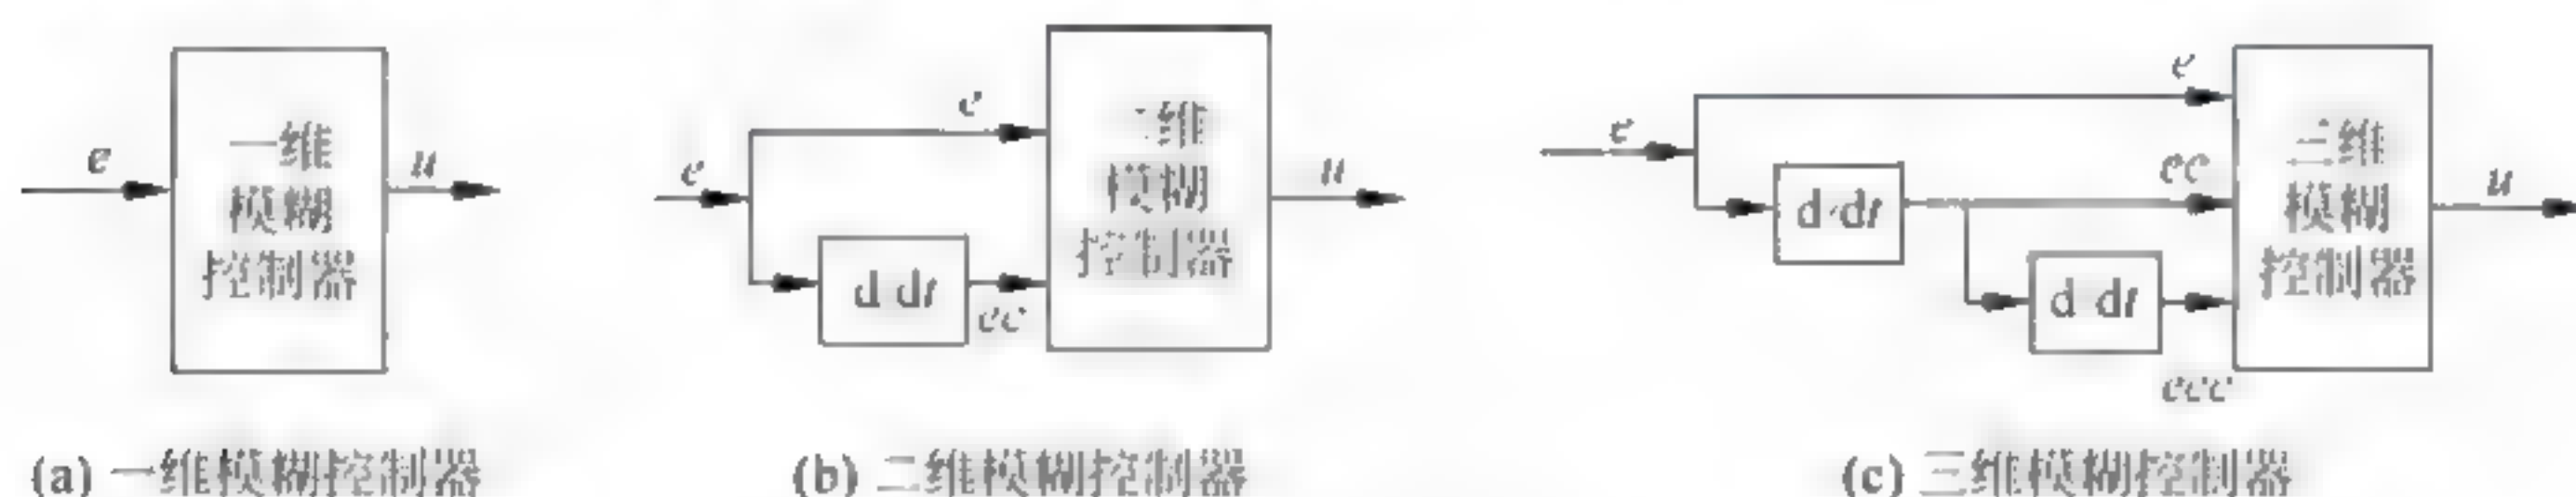 e
一维
模糊
控制器
u
(a) 一维模糊控制器
e
e
d dt
ec
二维
模糊
控制器
u
(b) 二维模糊控制器
e
e
d/dt
ec
d dt
ecc
三维
模糊
控制器
u
(c) 三维模糊控制器